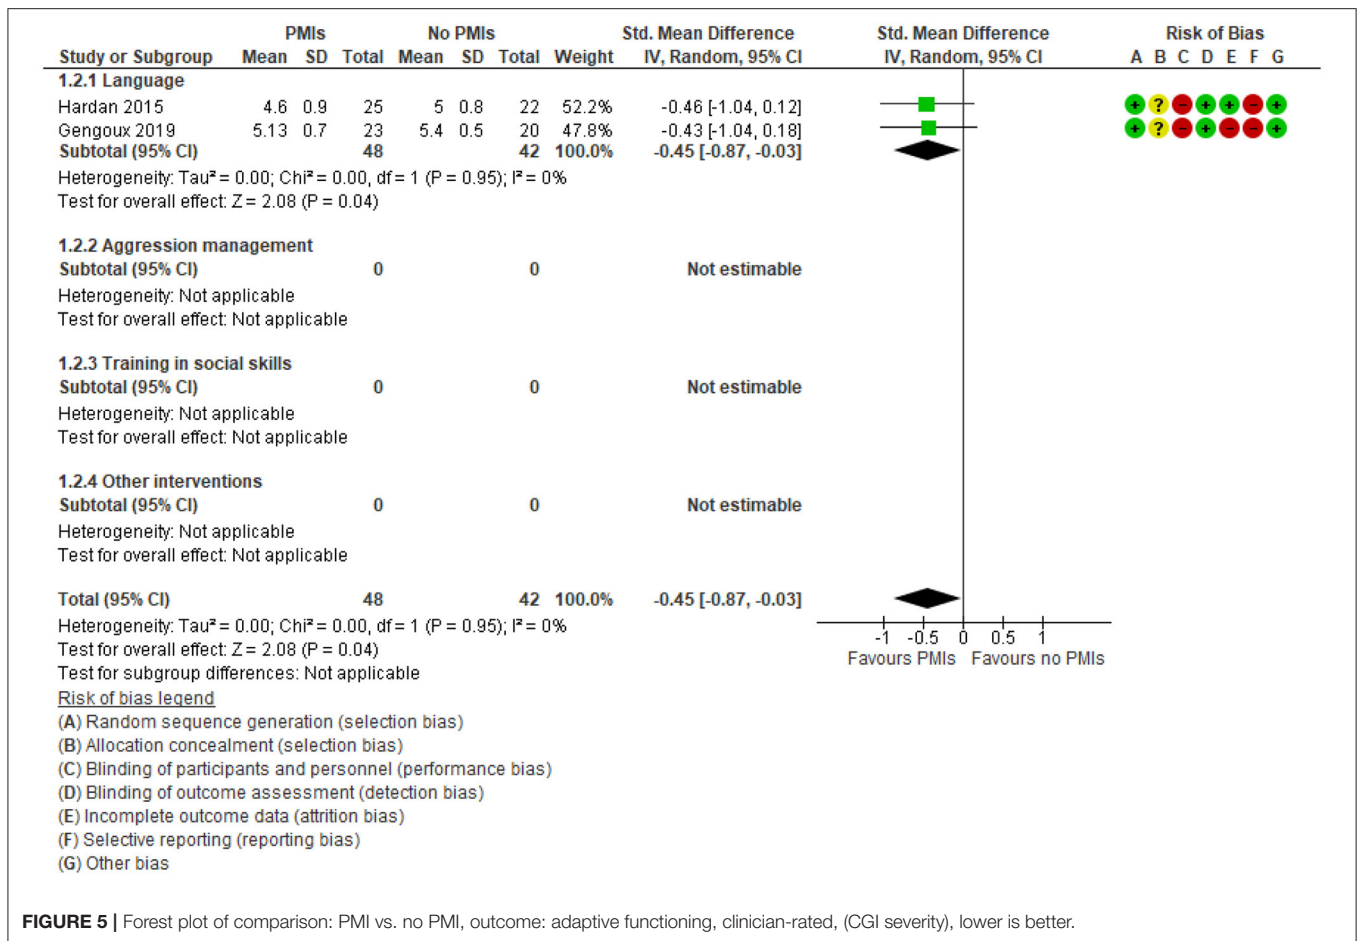 PMIs No PMIs Std. Mean Difference Std. Mean Difference Risk of Bias
Study or Subgroup Mean SD Total Mean SD Total Weight IV, Random, 95% CI IV, Random, 95% CI A B C D E F G
1.2.1 Language
Hardan 2015 4.6 0.9 25 5 0.8 22 52.2% -0.46 [-1.04, 0.12] + ? - + + - +
Gengoux 2019 5.13 0.7 23 5.4 0.5 20 47.8% -0.43 [-1.04, 0.18] + ? - + - - +
Subtotal (95% CI) 48 42 100.0% -0.45 [-0.87, -0.03]
Heterogeneity: Tau² = 0.00; Chi² = 0.00, df = 1 (P = 0.95); I² = 0%
Test for overall effect: Z = 2.08 (P = 0.04)
1.2.2 Aggression management
Subtotal (95% CI) 0 0 Not estimable
Heterogeneity: Not applicable
Test for overall effect: Not applicable
1.2.3 Training in social skills
Subtotal (95% CI) 0 0 Not estimable
Heterogeneity: Not applicable
Test for overall effect: Not applicable
1.2.4 Other interventions
Subtotal (95% CI) 0 0 Not estimable
Heterogeneity: Not applicable
Test for overall effect: Not applicable
Total (95% CI) 48 42 100.0% -0.45 [-0.87, -0.03]
Heterogeneity: Tau² = 0.00; Chi² = 0.00, df = 1 (P = 0.95); I² = 0%
Test for overall effect: Z = 2.08 (P = 0.04)
Test for subgroup differences: Not applicable
-1 -0.5 0 0.5 1
Favours PMIs Favours no PMIs
Risk of bias legend
(A) Random sequence generation (selection bias)
(B) Allocation concealment (selection bias)
(C) Blinding of participants and personnel (performance bias)
(D) Blinding of outcome assessment (detection bias)
(E) Incomplete outcome data (attrition bias)
(F) Selective reporting (reporting bias)
(G) Other bias
FIGURE 5 | Forest plot of comparison: PMI vs. no PMI, outcome: adaptive functioning, clinician-rated, (CGI severity), lower is better.